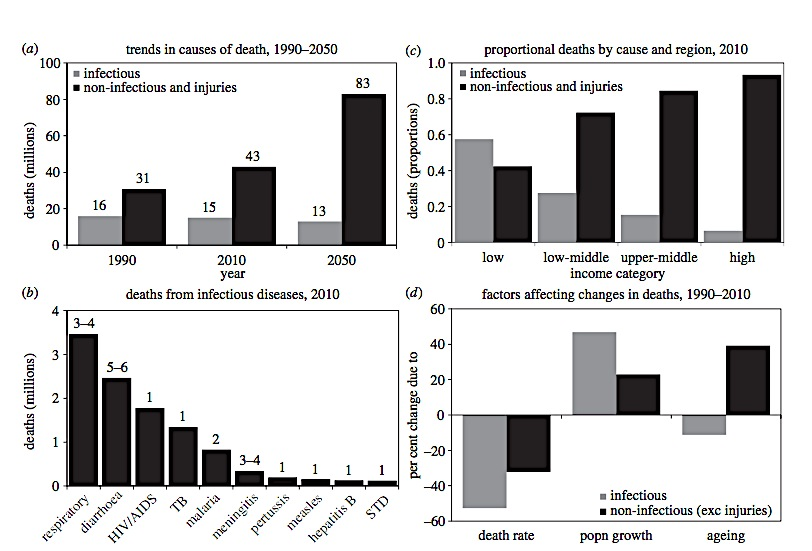 (a) trends in causes of death, 1990–2050
100
80
60
40
20
0
deaths (millions)
infectious
non-infectious and injuries
16
31
15
43
13
83
1990
2010
2050
year
(c) proportional deaths by cause and region, 2010
1.0
0.8
0.6
0.4
0.2
0
deaths (proportions)
infectious
non-infectious and injuries
low
low-middle
upper-middle
high
income category
(b) deaths from infectious diseases, 2010
4
3
2
1
0
deaths (millions)
3–4
5–6
1
1
2
3–4
1
1
1
1
respiratory
diarrhoea
HIV/AIDS
TB
malaria
meningitis
pertussis
measles
hepatitis B
STD
(d) factors affecting changes in deaths, 1990–2010
60
40
20
0
–20
–40
–60
per cent change due to
infectious
non-infectious (exc injuries)
death rate
popn growth
ageing